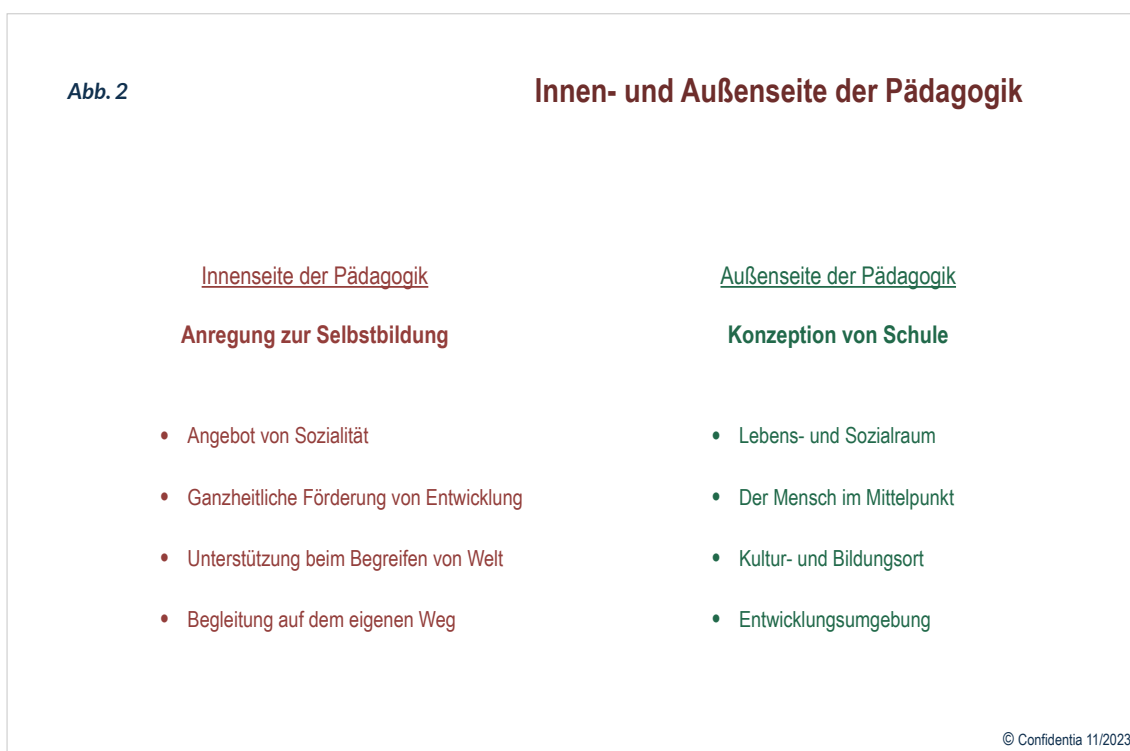 Abb. 2
Innen- und Außenseite der Pädagogik
Innenseite der Pädagogik
Anregung zur Selbstbildung
• Angebot von Sozialität
• Ganzheitliche Förderung von Entwicklung
• Unterstützung beim Begreifen von Welt
• Begleitung auf dem eigenen Weg
Außenseite der Pädagogik
Konzeption von Schule
• Lebens- und Sozialraum
• Der Mensch im Mittelpunkt
• Kultur- und Bildungsort
• Entwicklungsumgebung
© Confidentia 11/2023